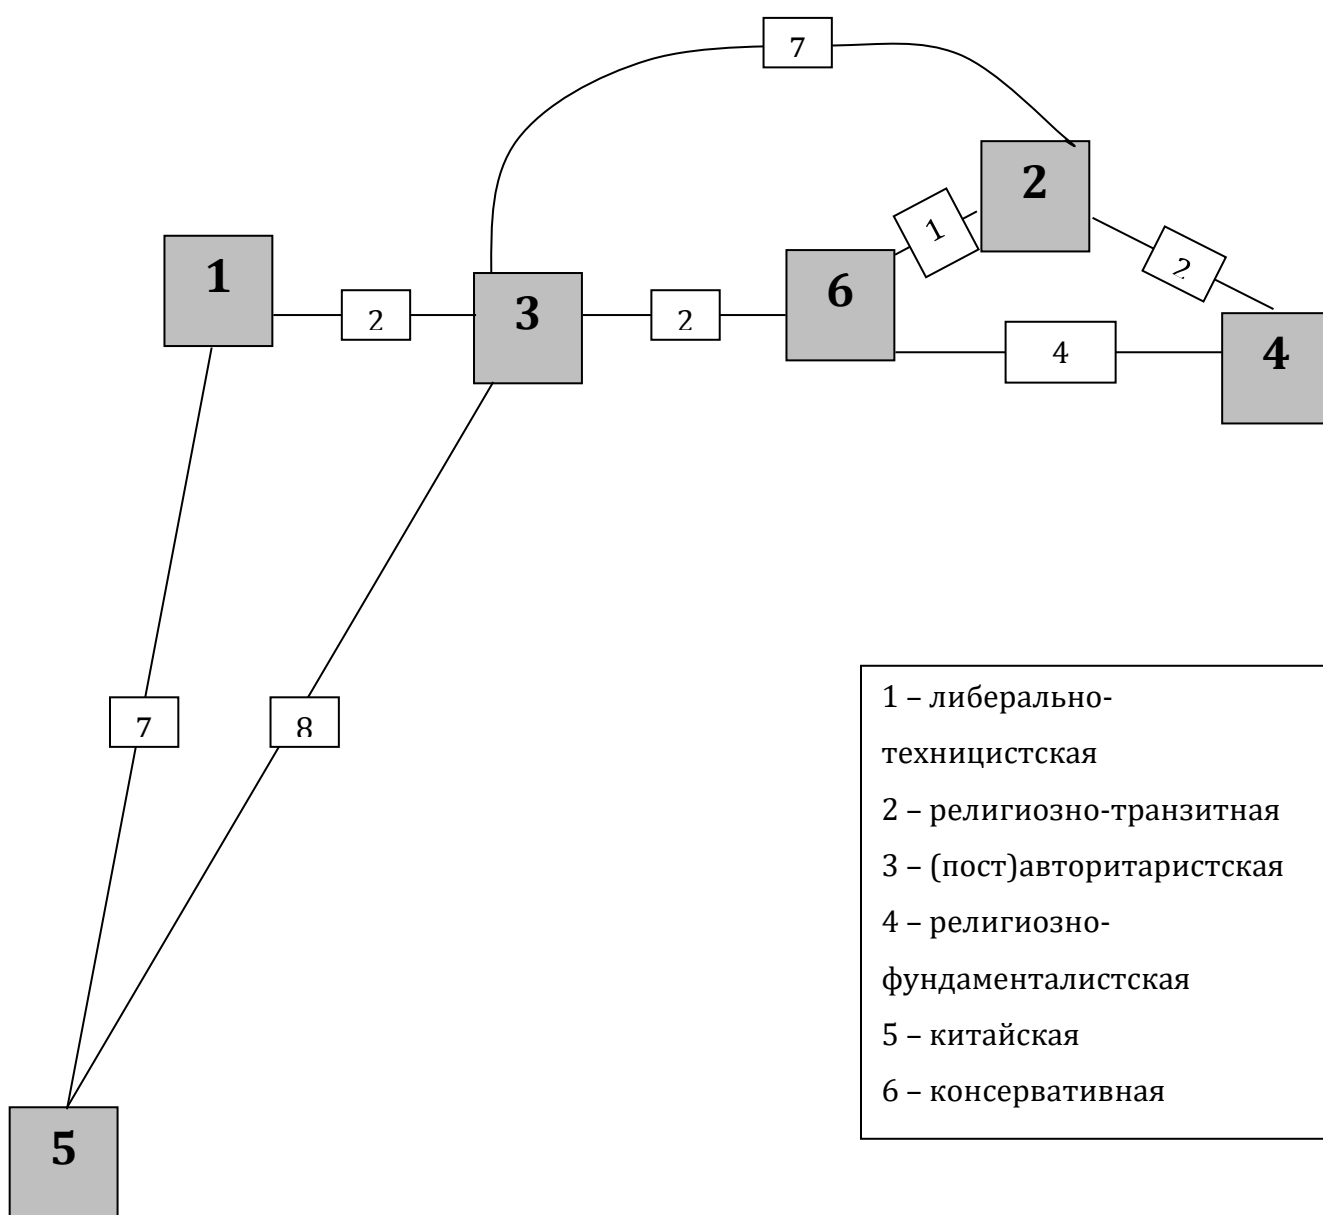 7
2
1
1
2
6
3
2
2
4
4
7
8
1 – либерально-
техницистская
2 – религиозно-транзитная
3 – (пост)авторитаристская
4 – религиозно-
фундаменталистская
5 – китайская
6 – консервативная
5